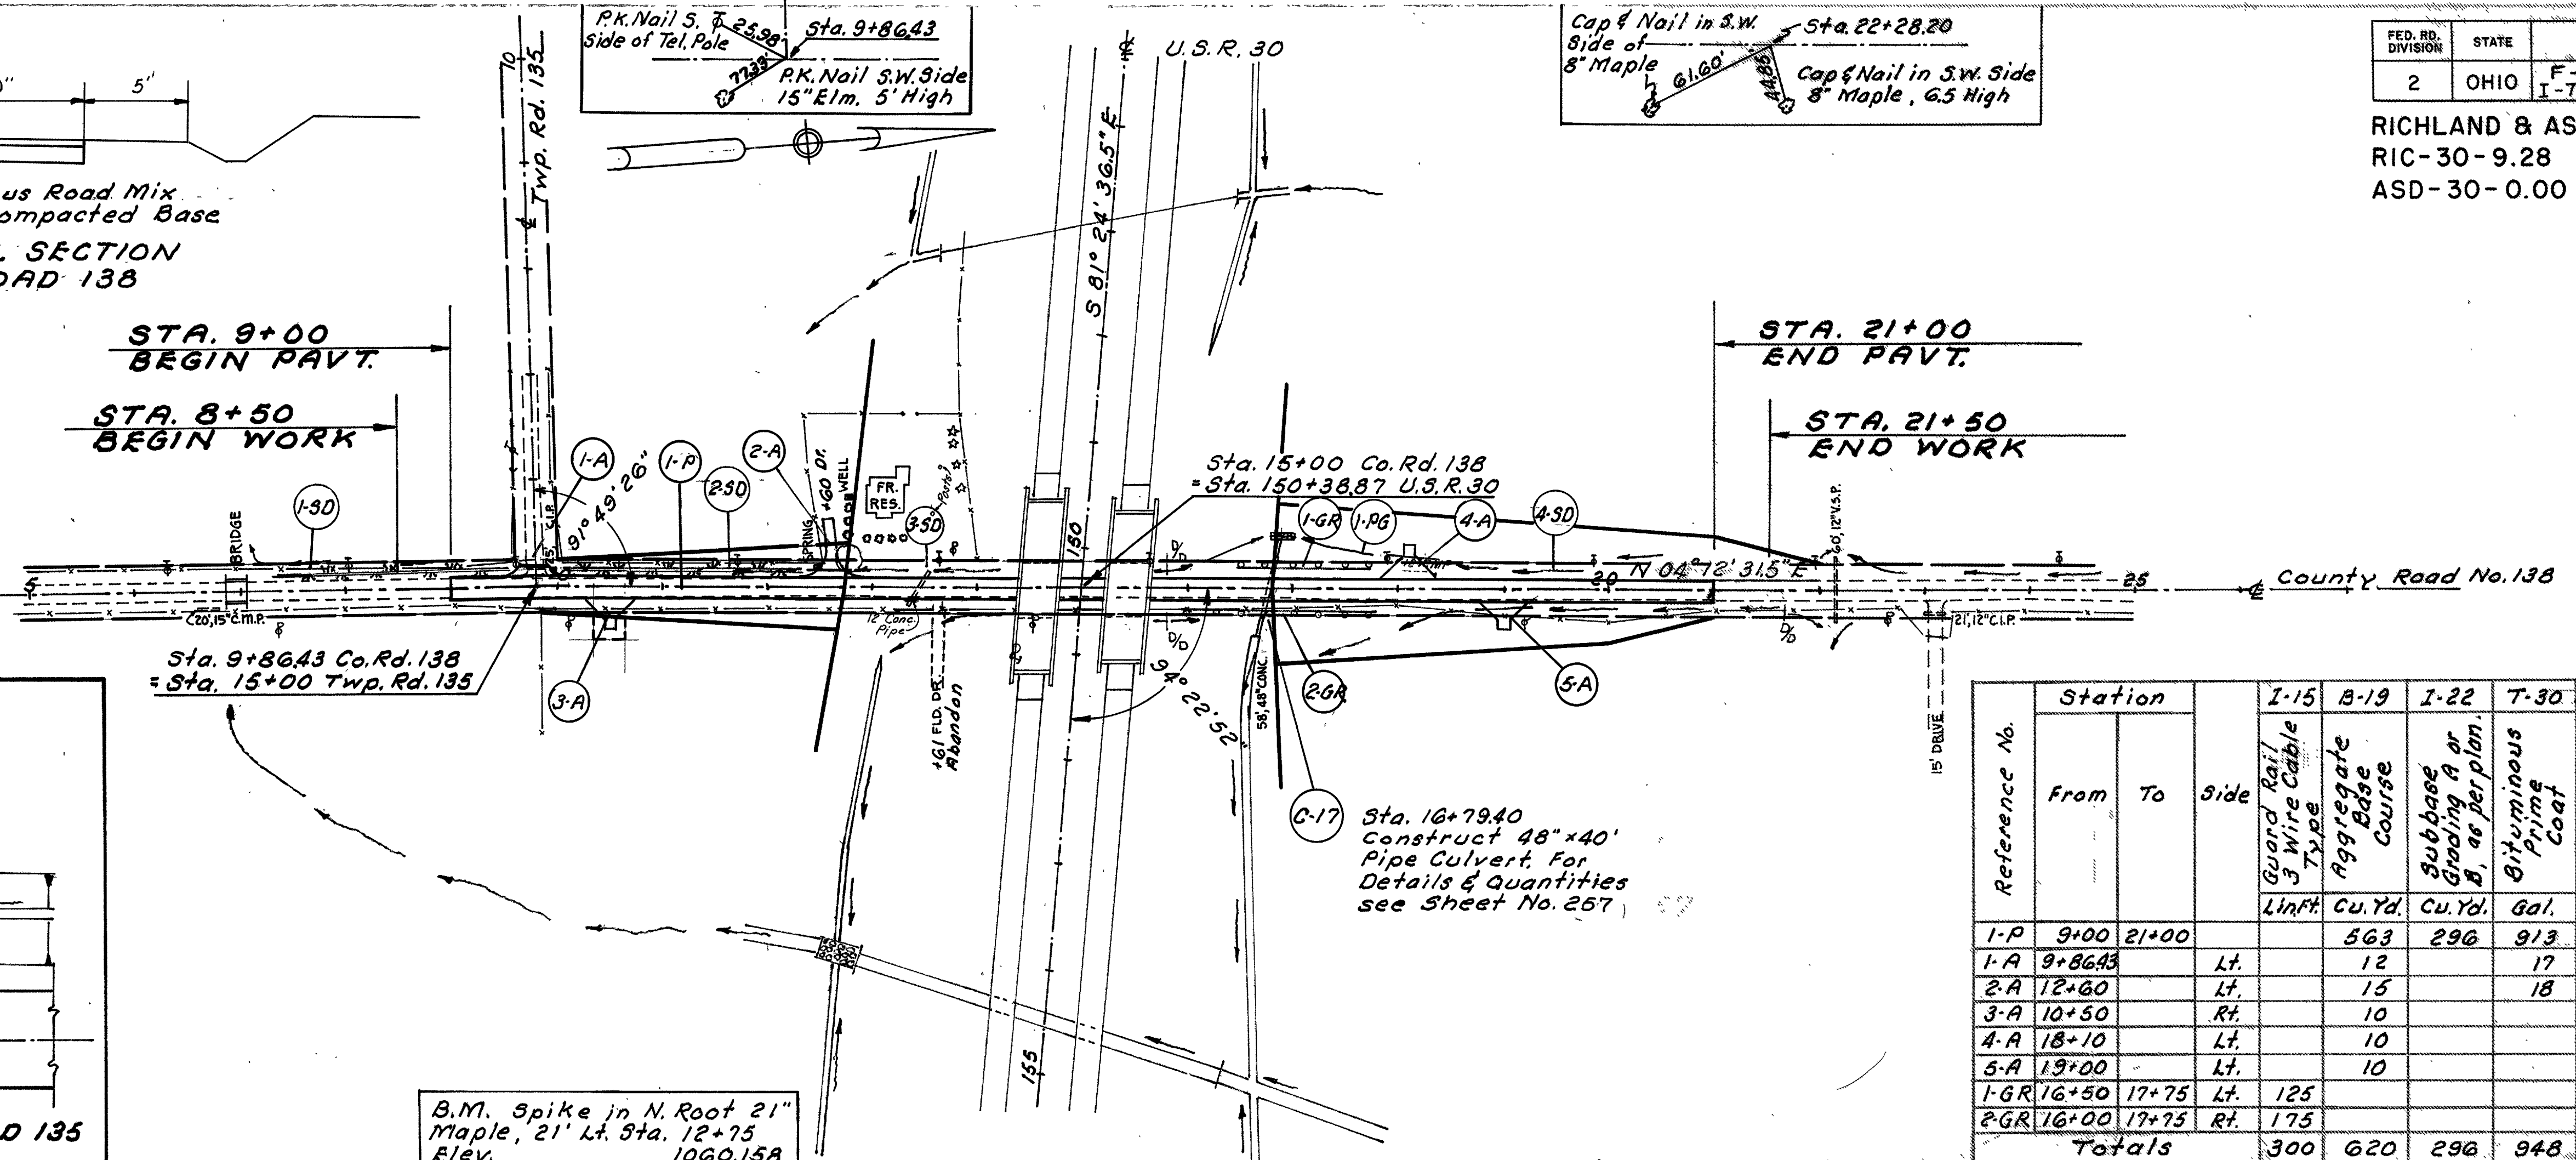 5'
us Road Mix
ompacted Base
SECTION
OAD 138
10
℄ Twp. Rd. 135
P.K. Nail S.
Side of Tel. Pole
25.98'
77.33'
Sta. 9+86.43
P.K. Nail S.W. Side
15" Elm, 5' High
℄ U.S.R. 30
S 81° 24' 36.5" E
Cap & Nail in S.W.
Side of
8" Maple
61.60'
44.85'
Sta. 22+28.20
Cap & Nail in S.W. Side
8" Maple, 6.5 High
FED. RD. DIVISION STATE
2 OHIO F-
I-7
RICHLAND & AS
RIC-30-9.28
ASD-30-0.00
STA. 9+00
BEGIN PAVT.
STA. 8+50
BEGIN WORK
STA. 21+00
END PAVT.
STA. 21+50
END WORK
1-SD
BRIDGE
1-A
15" C.I.P.
91° 49' 26"
1-P
2-SD
2-A
SPRING
+60 Dr.
WELL
FR.
RES.
3-SD
Posts
Sta. 15+00 Co. Rd. 138
= Sta. 150+38.87 U.S.R. 30
150
1-GR
1-PG
4-A
4-SD
60', 12" V.S.P.
5
10
20
N 04° 12' 31.5" E
25
℄ County Road No. 138
(20', 15" C.M.P.
12" Conc.
Pipe
D/D
D/D
D/D
21', 12" C.I.P.
15' DRIVE
Sta. 9+86.43 Co. Rd. 138
= Sta. 15+00 Twp. Rd. 135
3-A
+61 FLD. DR.
Abandon
94° 22' 52"
58', 48" CONC.
2-GR
5-A
C-17
Sta. 16+79.40
Construct 48" x 40'
Pipe Culvert. For
Details & Quantities
see Sheet No. 257
155
D 135
B.M. Spike in N. Root 21"
Maple, 21' Lt. Sta. 12+75
Elev. 1060.158
Reference No. Station Side I-15 B-19 I-22 T-30
From To Guard Rail 3 Wire Cable Type Aggregate Base Course Subbase Grading A or B, as per plan. Bituminous Prime Coat
Lin.Ft. Cu.Yd. Cu.Yd. Gal.
1-P 9+00 21+00 563 296 913
1-A 9+86.43 Lt. 12 17
2-A 12+60 Lt. 15 18
3-A 10+50 Rt. 10
4-A 18+10 Lt. 10
5-A 19+00 Lt. 10
1-GR 16+50 17+75 Lt. 125
2-GR 16+00 17+75 Rt. 175
Totals 300 620 296 948